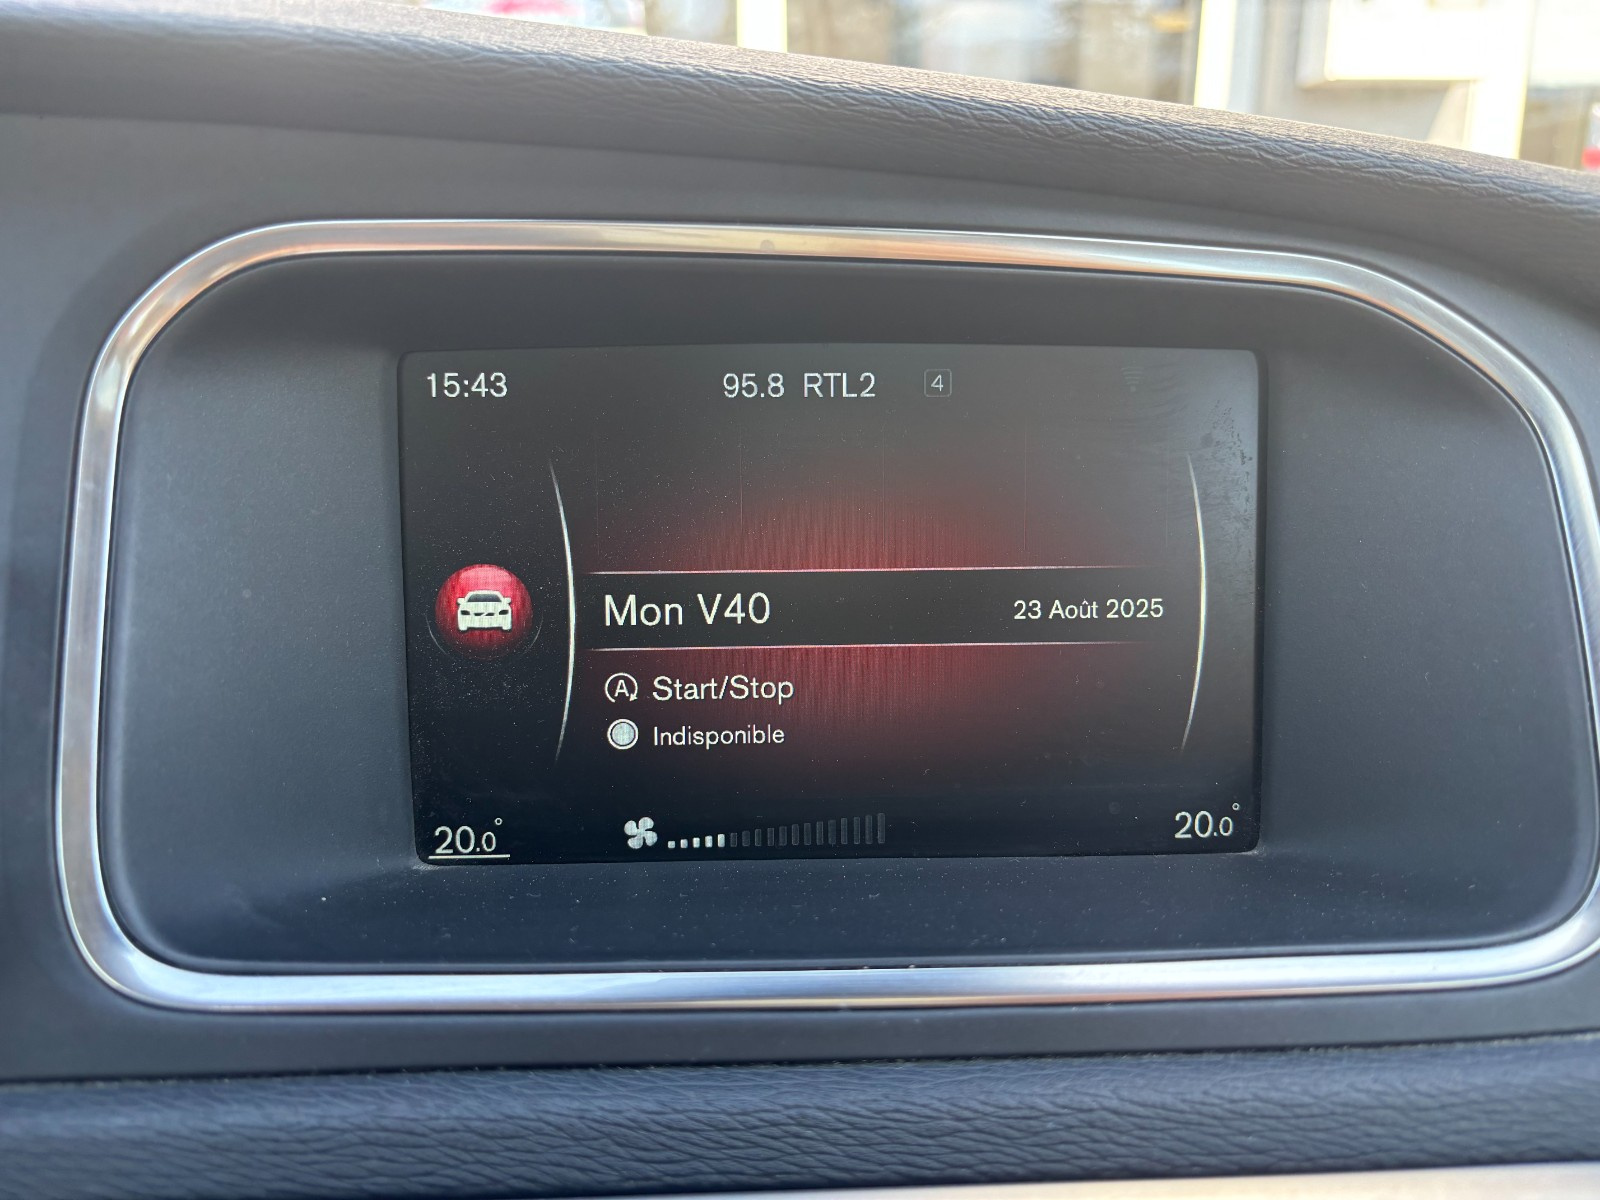 15:43 95.8 RTL2 4
Mon V40 23 Août 2025
A Start/Stop
Indisponible
20.0° 20.0°